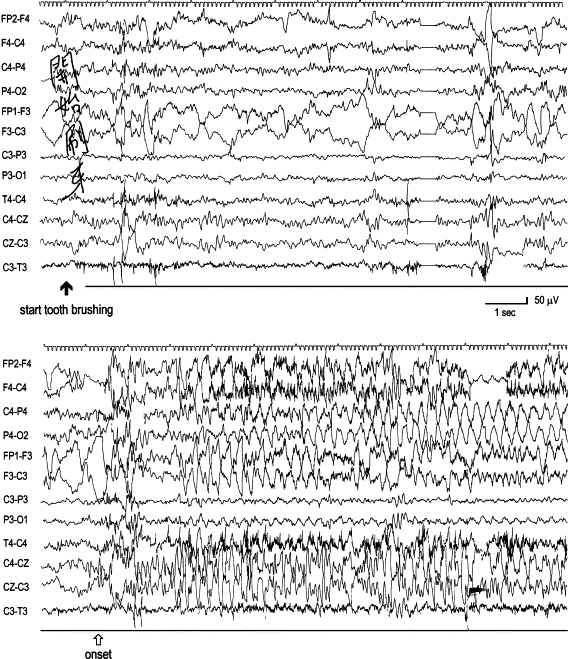 FP2-F4
F4-C4
C4-P4
P4-O2
FP1-F3
F3-C3
C3-P3
P3-O1
T4-C4
C4-CZ
CZ-C3
C3-T3
開始刷牙
start tooth brushing
50 μV
1 sec
FP2-F4
F4-C4
C4-P4
P4-O2
FP1-F3
F3-C3
C3-P3
P3-O1
T4-C4
C4-CZ
CZ-C3
C3-T3
onset